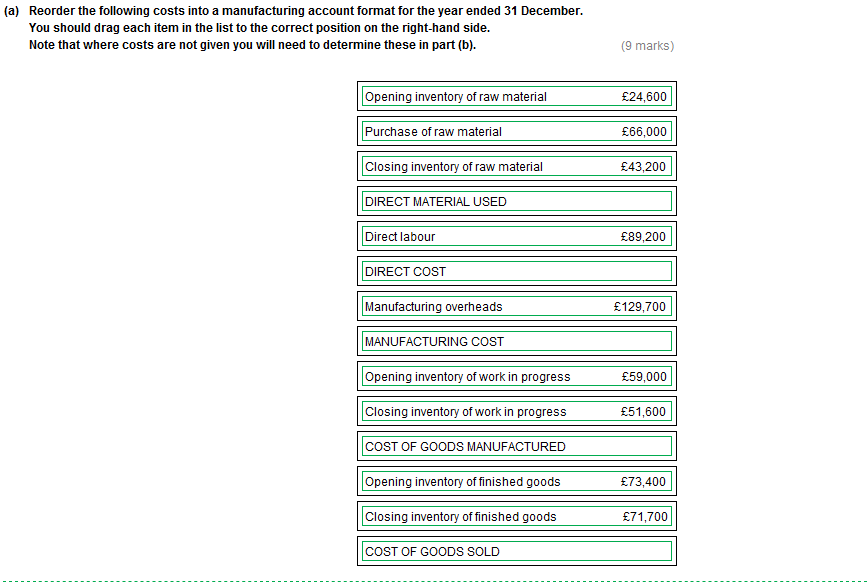 (a) Reorder the following costs into a manufacturing account format for the year ended 31 December.
You should drag each item in the list to the correct position on the right-hand side.
Note that where costs are not given you will need to determine these in part (b). (9 marks)
Opening inventory of raw material £24,600
Purchase of raw material £66,000
Closing inventory of raw material £43,200
DIRECT MATERIAL USED
Direct labour £89,200
DIRECT COST
Manufacturing overheads £129,700
MANUFACTURING COST
Opening inventory of work in progress £59,000
Closing inventory of work in progress £51,600
COST OF GOODS MANUFACTURED
Opening inventory of finished goods £73,400
Closing inventory of finished goods £71,700
COST OF GOODS SOLD